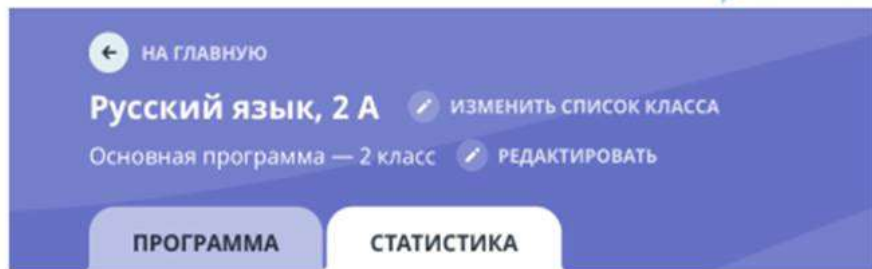 НА ГЛАВНУЮ
Русский язык, 2 А ИЗМЕНИТЬ СПИСОК КЛАССА
Основная программа — 2 класс РЕДАКТИРОВАТЬ
ПРОГРАММА СТАТИСТИКА